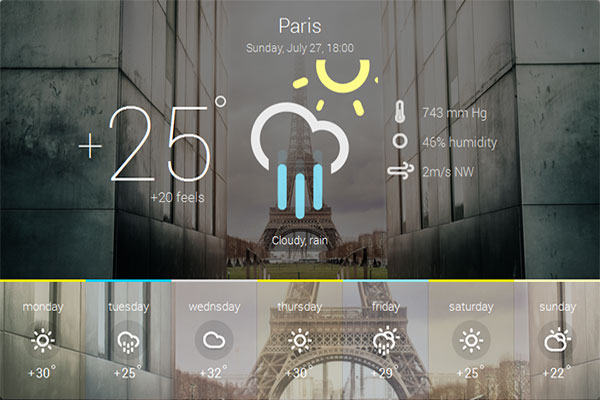 Paris
Sunday, July 27, 18:00
+25°
+20 feels
743 mm Hg
46% humidity
2m/s NW
Cloudy, rain
monday tuesday wednsday thursday friday saturday sunday
+30° +25° +32° +30° +29° +25° +22°